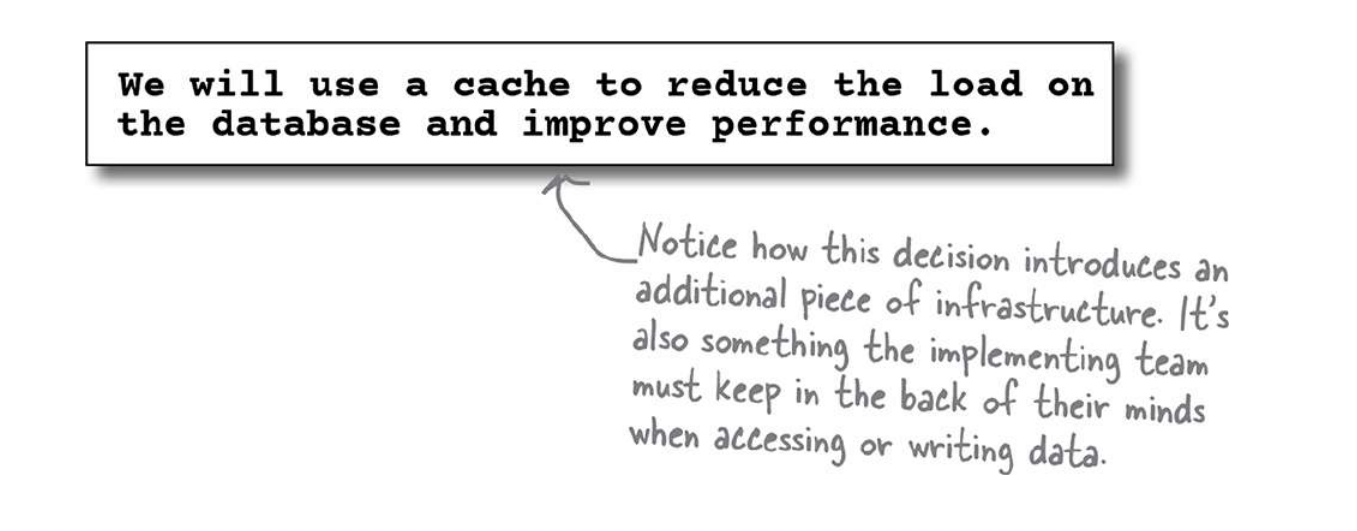 We will use a cache to reduce the load on
the database and improve performance.
Notice how this decision introduces an
additional piece of infrastructure. It's
also something the implementing team
must keep in the back of their minds
when accessing or writing data.